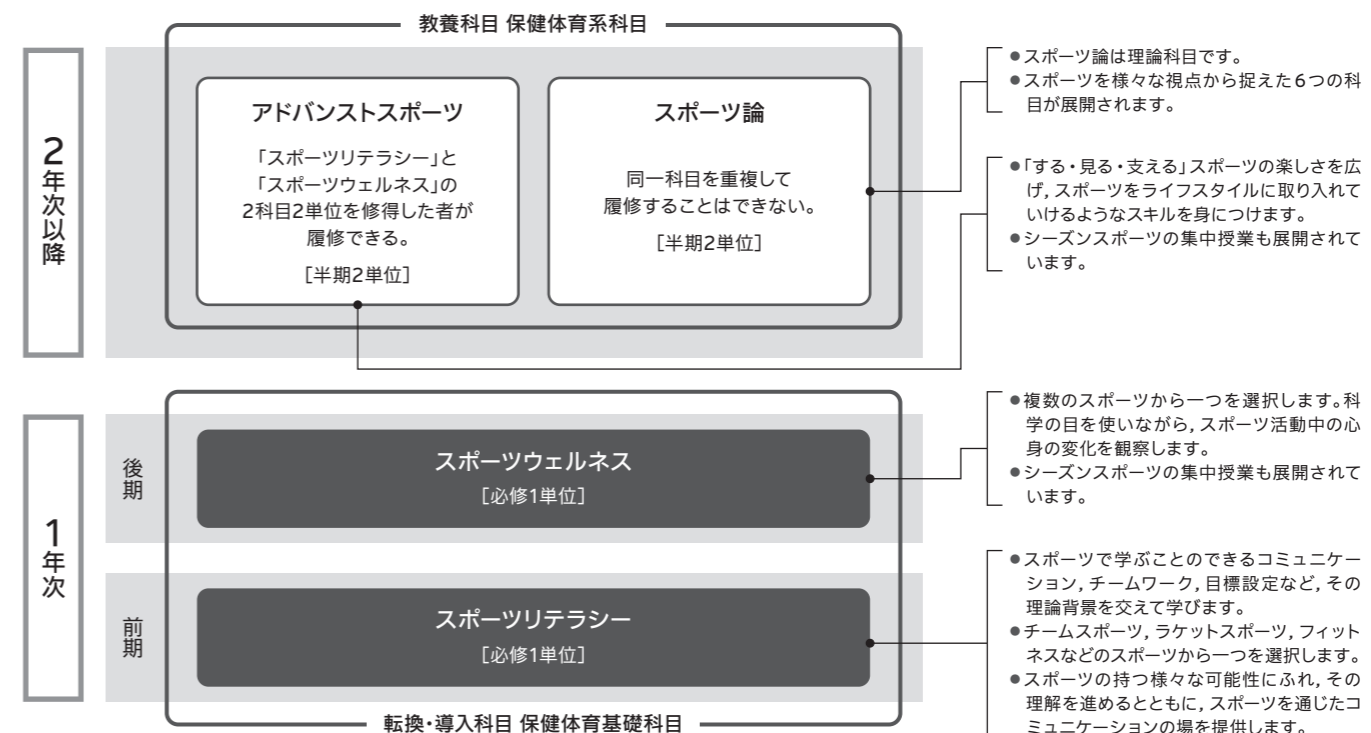 教養科目 保健体育系科目
2年次以降
アドバンストスポーツ
「スポーツリテラシー」と
「スポーツウェルネス」の
2科目2単位を修得した者が
履修できる。
[半期2単位]
スポーツ論
同一科目を重複して
履修することはできない。
[半期2単位]
●スポーツ論は理論科目です。
●スポーツを様々な視点から捉えた6つの科
目が展開されます。
●「する・見る・支える」スポーツの楽しさを広
げ,スポーツをライフスタイルに取り入れて
いけるようなスキルを身につけます。
●シーズンスポーツの集中授業も展開されて
います。
1年次
後期
スポーツウェルネス
[必修1単位]
●複数のスポーツから一つを選択します。科
学の目を使いながら,スポーツ活動中の心
身の変化を観察します。
●シーズンスポーツの集中授業も展開されて
います。
前期
スポーツリテラシー
[必修1単位]
●スポーツで学ぶことのできるコミュニケー
ション,チームワーク,目標設定など,その
理論背景を交えて学びます。
●チームスポーツ,ラケットスポーツ,フィット
ネスなどのスポーツから一つを選択します。
●スポーツの持つ様々な可能性にふれ,その
理解を進めるとともに,スポーツを通じたコ
ミュニケーションの場を提供します。
転換・導入科目 保健体育基礎科目